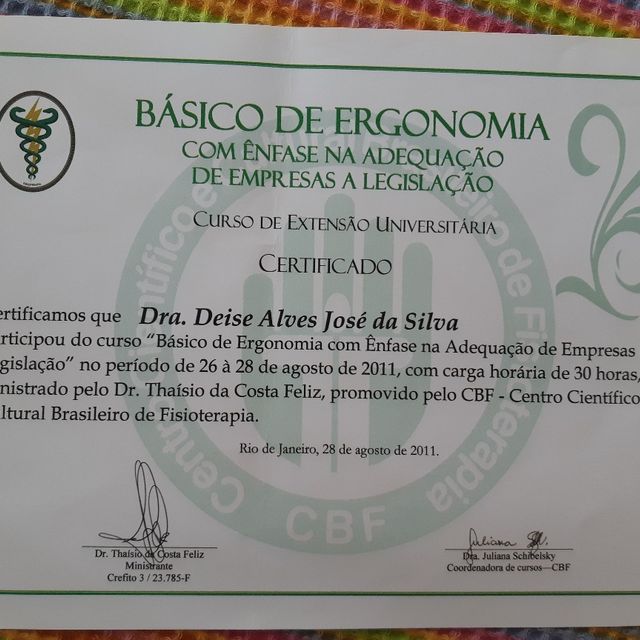 BÁSICO DE ERGONOMIA
COM ÊNFASE NA ADEQUAÇÃO
DE EMPRESAS A LEGISLAÇÃO
CURSO DE EXTENSÃO UNIVERSITÁRIA
CERTIFICADO
ertificamos que Dra. Deise Alves José da Silva
articipou do curso “Básico de Ergonomia com Ênfase na Adequação de Empresas
egislação” no período de 26 à 28 de agosto de 2011, com carga horária de 30 horas,
inistrado pelo Dr. Thaísio da Costa Feliz, promovido pelo CBF - Centro Científico
ltural Brasileiro de Fisioterapia.
Rio de Janeiro, 28 de agosto de 2011.
CBF
Dr. Thaísio da Costa Feliz
Ministrante
Crefito 3 / 23.785-F
Juliana
Dra. Juliana Schibelsky
Coordenadora de cursos—CBF